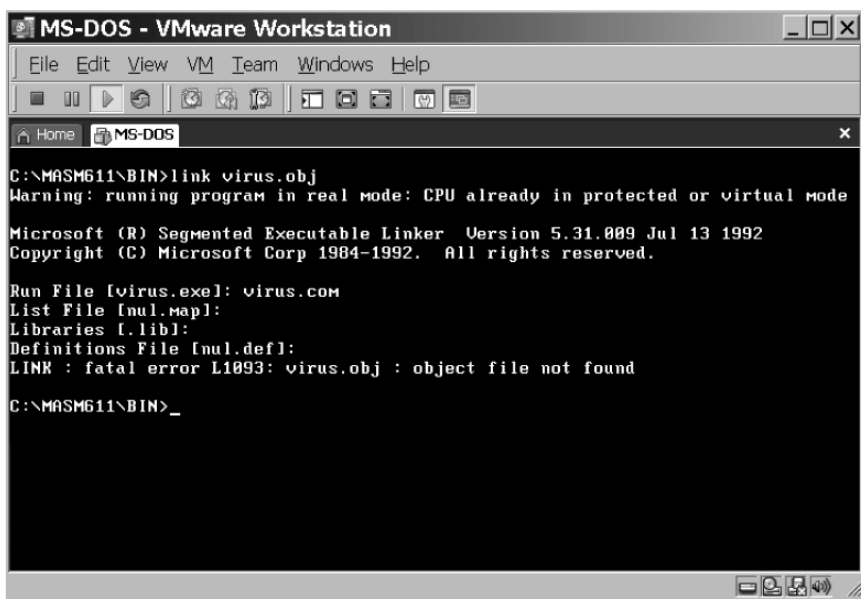 MS-DOS - VMware Workstation
File Edit View VM Team Windows Help
Home MS-DOS
C:\MASM611\BIN>link virus.obj
Warning: running program in real mode: CPU already in protected or virtual mode
Microsoft (R) Segmented Executable Linker Version 5.31.009 Jul 13 1992
Copyright (C) Microsoft Corp 1984-1992. All rights reserved.
Run File [virus.exe]: virus.com
List File [nul.map]:
Libraries [.lib]:
Definitions File [nul.def]:
LINK : fatal error L1093: virus.obj : object file not found
C:\MASM611\BIN>_